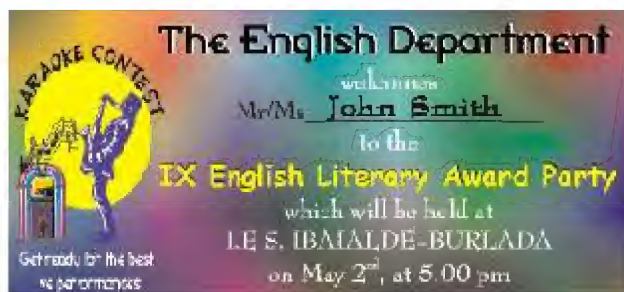 KARAOKE CONTEST
The English Department
welcomes
Mr/Ms John Smith
to the
IX English Literary Award Party
which will be held at
I.E S. IBAIALDE-BURLADA
on May 2nd, at 5.00 pm
Get ready for the best
performances